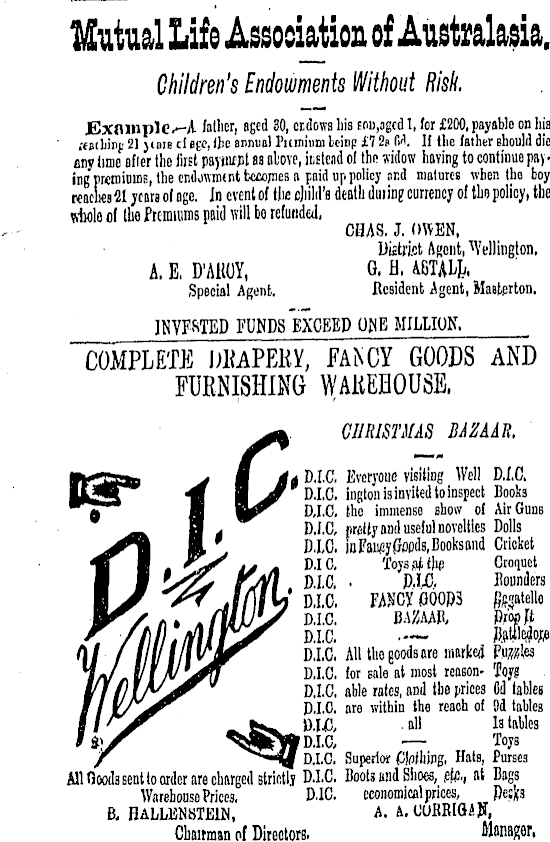 Mutual Life Association of Australasia.
Children's Endowments Without Risk.
Example.—A father, aged 30, endows his son, aged 1, for £200, payable on his
reaching 21 years of age, the annual Premium being £7 2s 6d. If the father should die
any time after the first payment as above, instead of the widow having to continue pay-
ing premiums, the endowment becomes a paid up policy and matures when the boy
reaches 21 years of age. In event of the child's death during currency of the policy, the
whole of the Premiums paid will be refunded.
CHAS. J. OWEN,
District Agent, Wellington.
A. E. D'ARCY,
Special Agent.
G. H. ASTALL,
Resident Agent, Masterton.
INVESTED FUNDS EXCEED ONE MILLION.
COMPLETE DRAPERY, FANCY GOODS AND
FURNISHING WAREHOUSE.
D.I.C.
Wellington.
All Goods sent to order are charged strictly
Warehouse Prices.
B. HALLENSTEIN,
Chairman of Directors.
CHRISTMAS BAZAAR.
D.I.C. Everyone visiting Well D.I.C.
D.I.C. ington is invited to inspect Books
D.I.C. the immense show of Air Guns
D.I.C. pretty and useful novelties Dolls
D.I.C. in Fancy Goods, Books and Cricket
D.I.C. Toys at the Croquet
D.I.C. D.I.C. Rounders
D.I.C. FANCY GOODS Bagatelle
D.I.C. BAZAAR. Drop It
D.I.C. Battledore
D.I.C. All the goods are marked Puzzles
D.I.C. for sale at most reason- Toys
D.I.C. able rates, and the prices 6d tables
D.I.C. are within the reach of 9d tables
D.I.C. all 1s tables
D.I.C. Toys
D.I.C. Superior Clothing, Hats, Purses
D.I.C. Boots and Shoes, etc., at Bags
D.I.C. economical prices, Desks
A. A. CORRIGAN,
Manager.